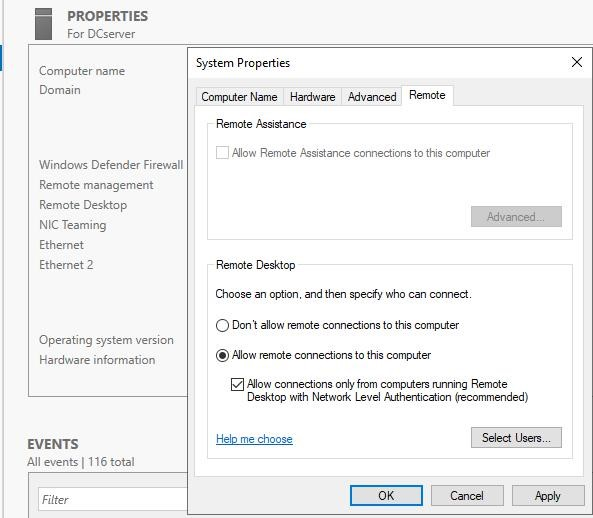 PROPERTIES
For DCserver
Computer name
Domain
Windows Defender Firewall
Remote management
Remote Desktop
NIC Teaming
Ethernet
Ethernet 2
Operating system version
Hardware information
EVENTS
All events | 116 total
Filter
System Properties
Computer Name Hardware Advanced Remote
Remote Assistance
Allow Remote Assistance connections to this computer
Advanced...
Remote Desktop
Choose an option, and then specify who can connect.
Don't allow remote connections to this computer
Allow remote connections to this computer
Allow connections only from computers running Remote
Desktop with Network Level Authentication (recommended)
Help me choose
Select Users...
OK Cancel Apply